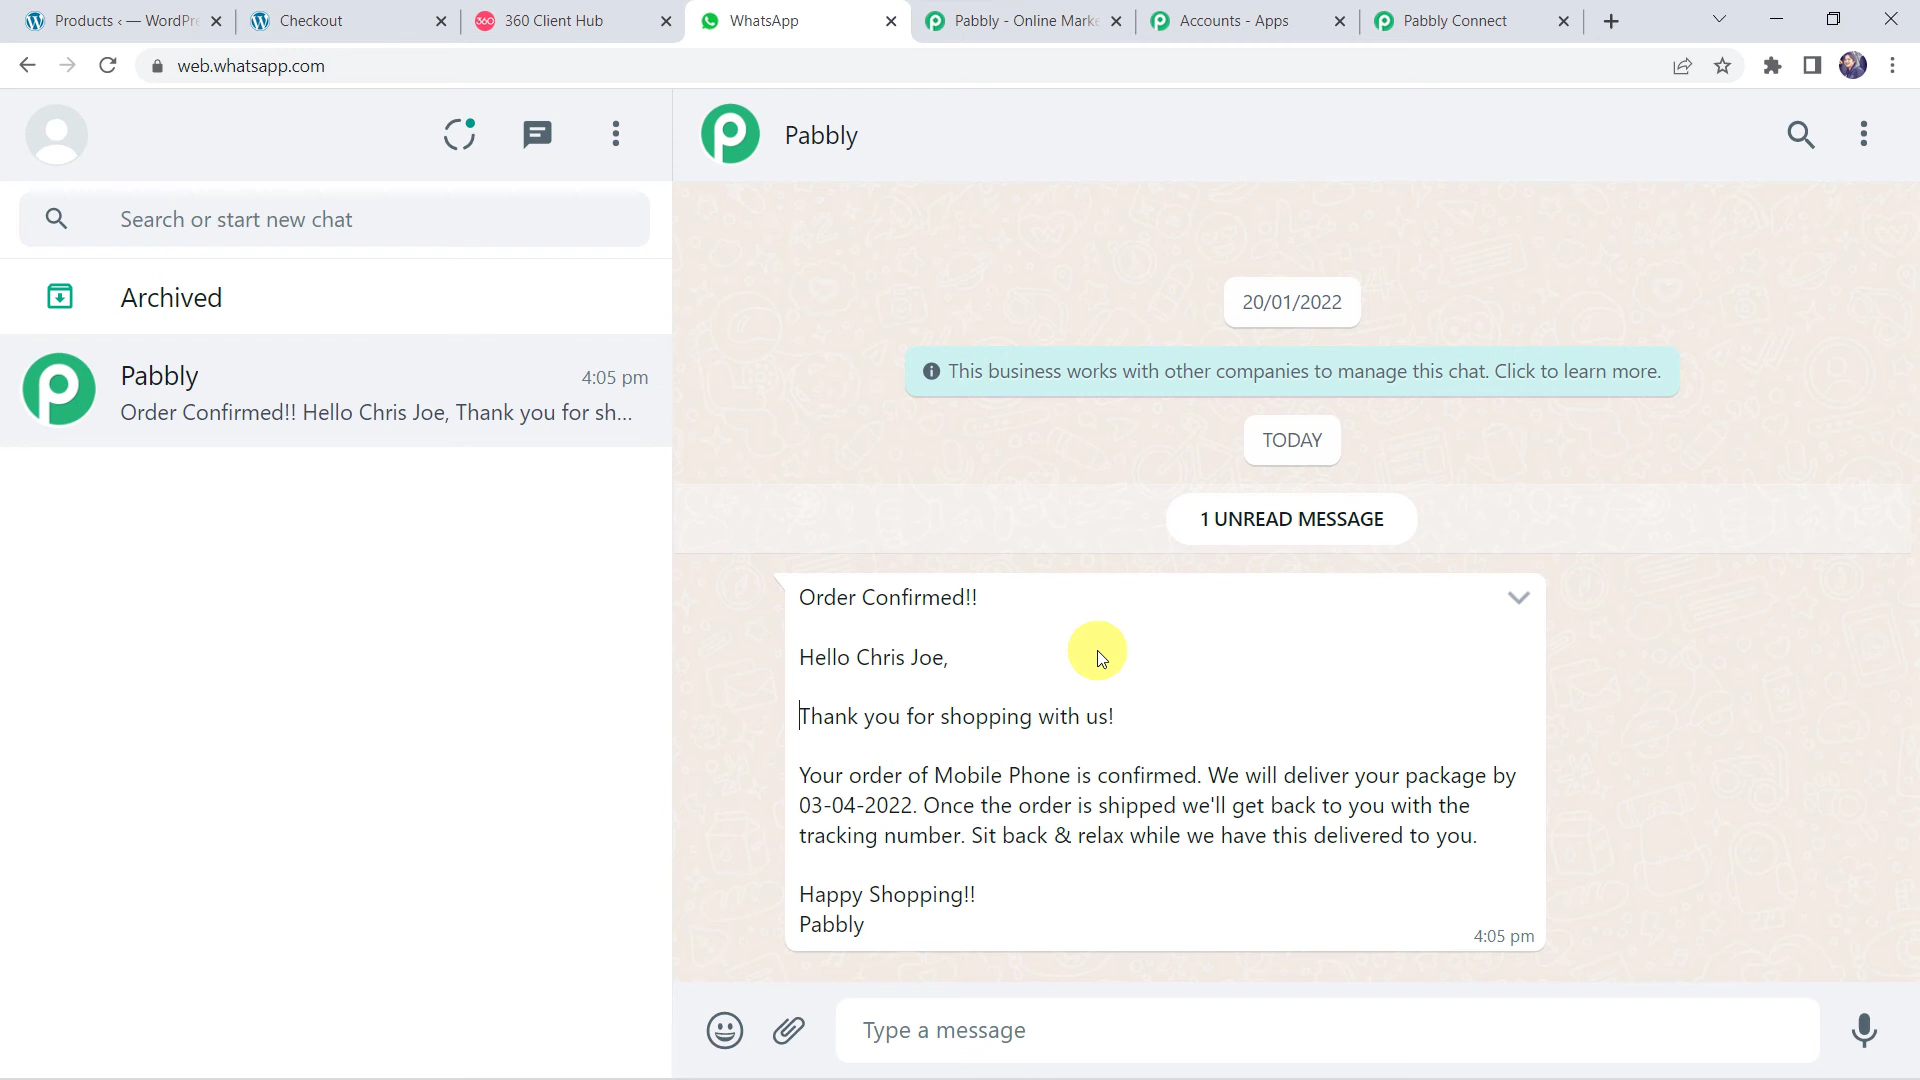 Products ‹ — WordPre
Checkout
360 Client Hub
WhatsApp
Pabbly - Online Marke
Accounts - Apps
Pabbly Connect
web.whatsapp.com
Pabbly
Search or start new chat
Archived
Pabbly
4:05 pm
Order Confirmed!! Hello Chris Joe, Thank you for sh...
20/01/2022
This business works with other companies to manage this chat. Click to learn more.
TODAY
1 UNREAD MESSAGE
Order Confirmed!!
Hello Chris Joe,
Thank you for shopping with us!
Your order of Mobile Phone is confirmed. We will deliver your package by
03-04-2022. Once the order is shipped we'll get back to you with the
tracking number. Sit back & relax while we have this delivered to you.
Happy Shopping!!
Pabbly
4:05 pm
Type a message